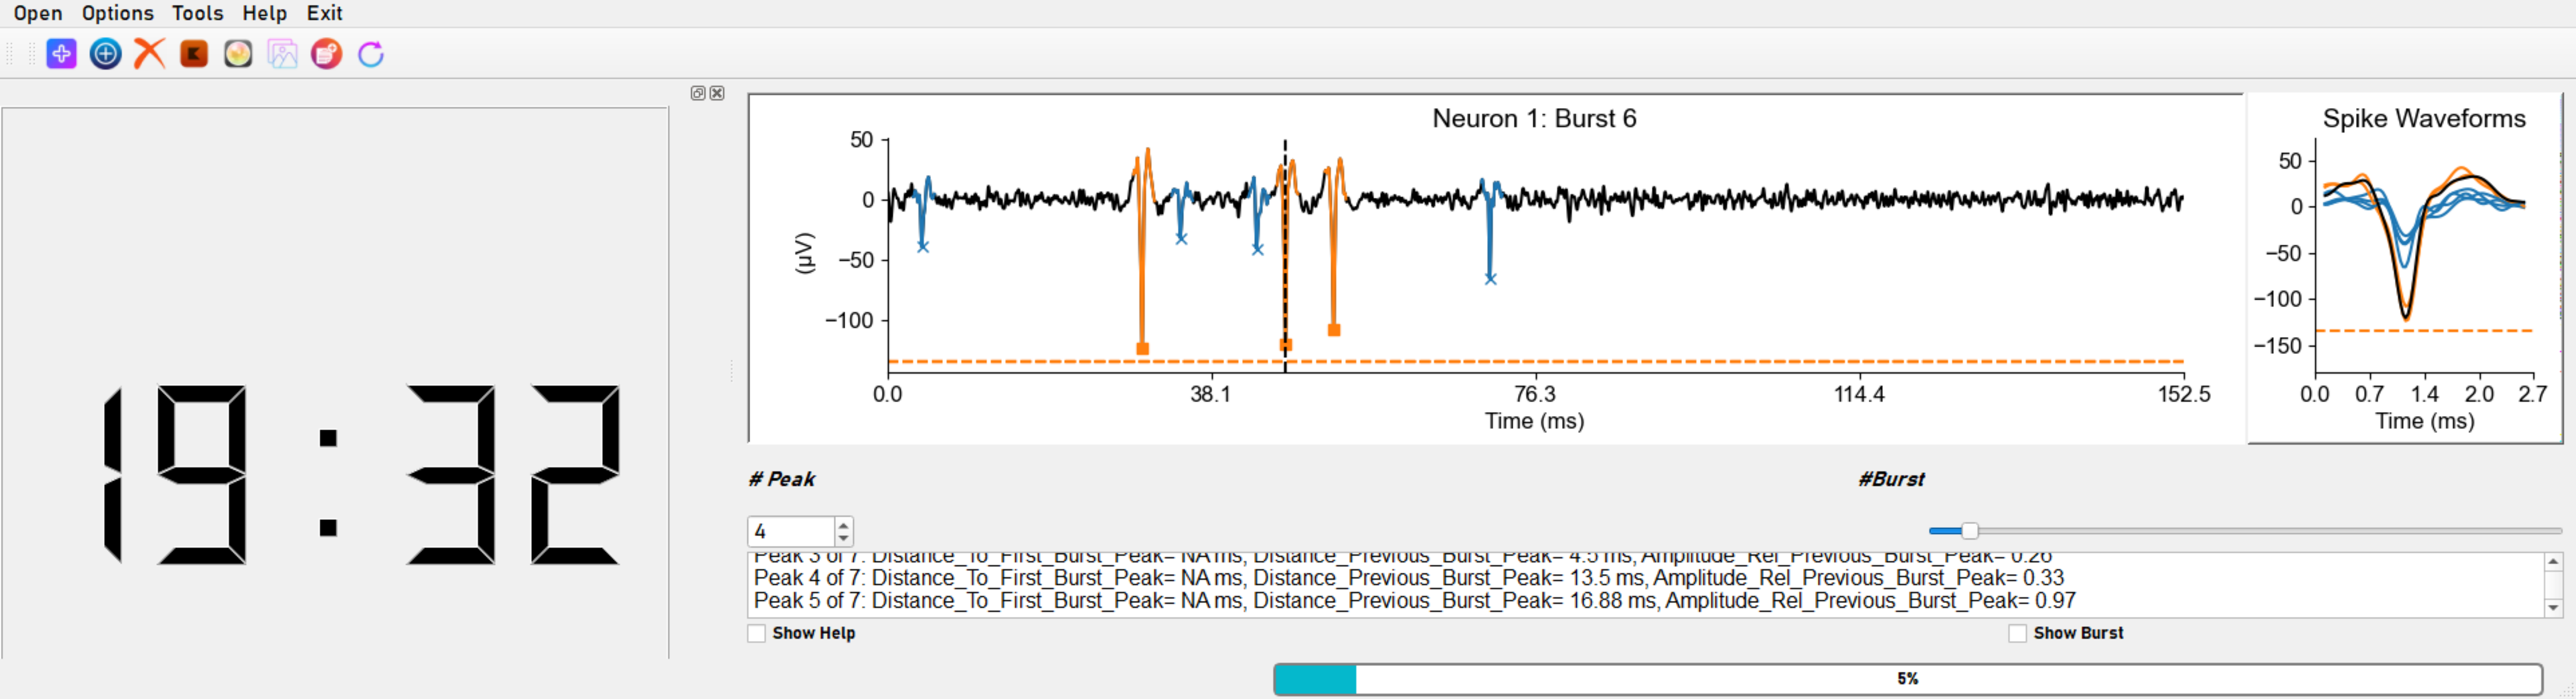 Open Options Tools Help Exit
19:32
Neuron 1: Burst 6
50
0
−50
−100
(µV)
0.0 38.1 76.3 114.4 152.5
Time (ms)
Spike Waveforms
50
0
−50
−100
−150
0.0 0.7 1.4 2.0 2.7
Time (ms)
# Peak
#Burst
4
Peak 3 of 7: Distance_To_First_Burst_Peak= NA ms, Distance_Previous_Burst_Peak= 4.5 ms, Amplitude_Rel_Previous_Burst_Peak= 0.26
Peak 4 of 7: Distance_To_First_Burst_Peak= NA ms, Distance_Previous_Burst_Peak= 13.5 ms, Amplitude_Rel_Previous_Burst_Peak= 0.33
Peak 5 of 7: Distance_To_First_Burst_Peak= NA ms, Distance_Previous_Burst_Peak= 16.88 ms, Amplitude_Rel_Previous_Burst_Peak= 0.97
Show Help
Show Burst
5%